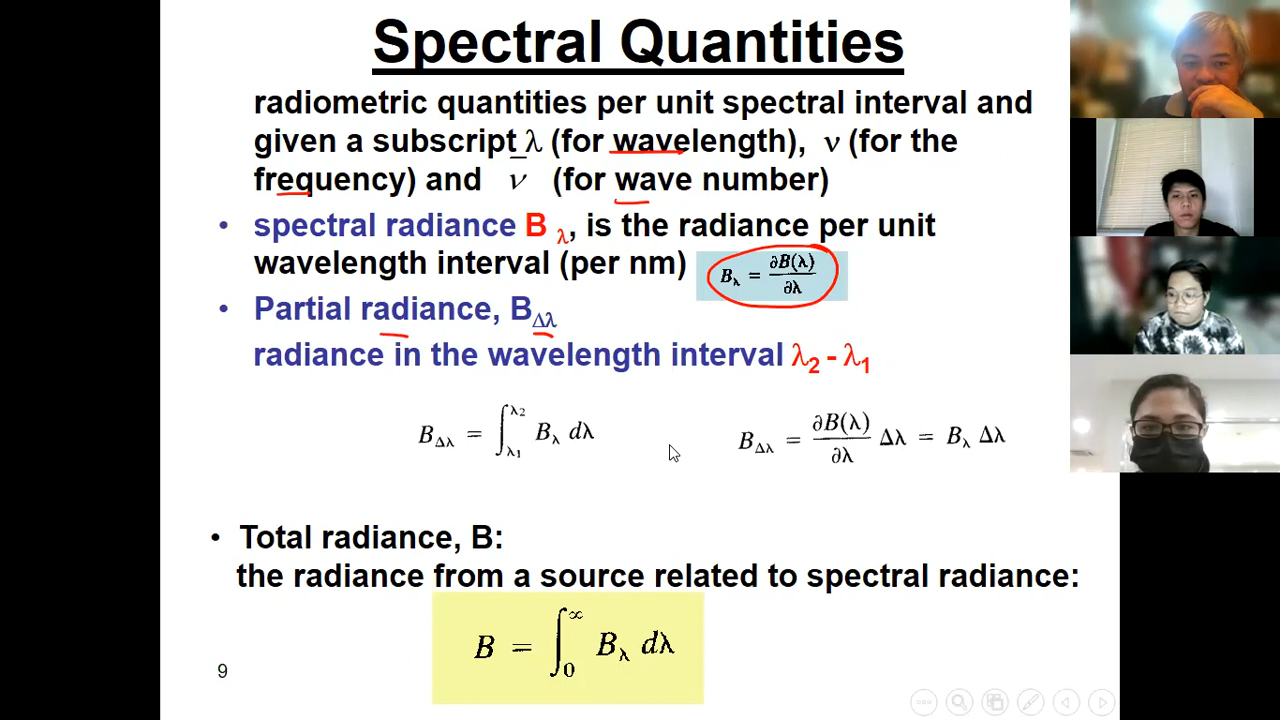 Spectral Quantities
radiometric quantities per unit spectral interval and
given a subscript λ (for wavelength), ν (for the
frequency) and ν̄ (for wave number)
• spectral radiance B λ, is the radiance per unit
wavelength interval (per nm) Bλ = ∂B(λ)/∂λ
• Partial radiance, BΔλ
radiance in the wavelength interval λ2 - λ1
BΔλ = ∫λ1^λ2 Bλ dλ BΔλ = ∂B(λ)/∂λ Δλ = Bλ Δλ
• Total radiance, B:
the radiance from a source related to spectral radiance:
B = ∫0^∞ Bλ dλ
9